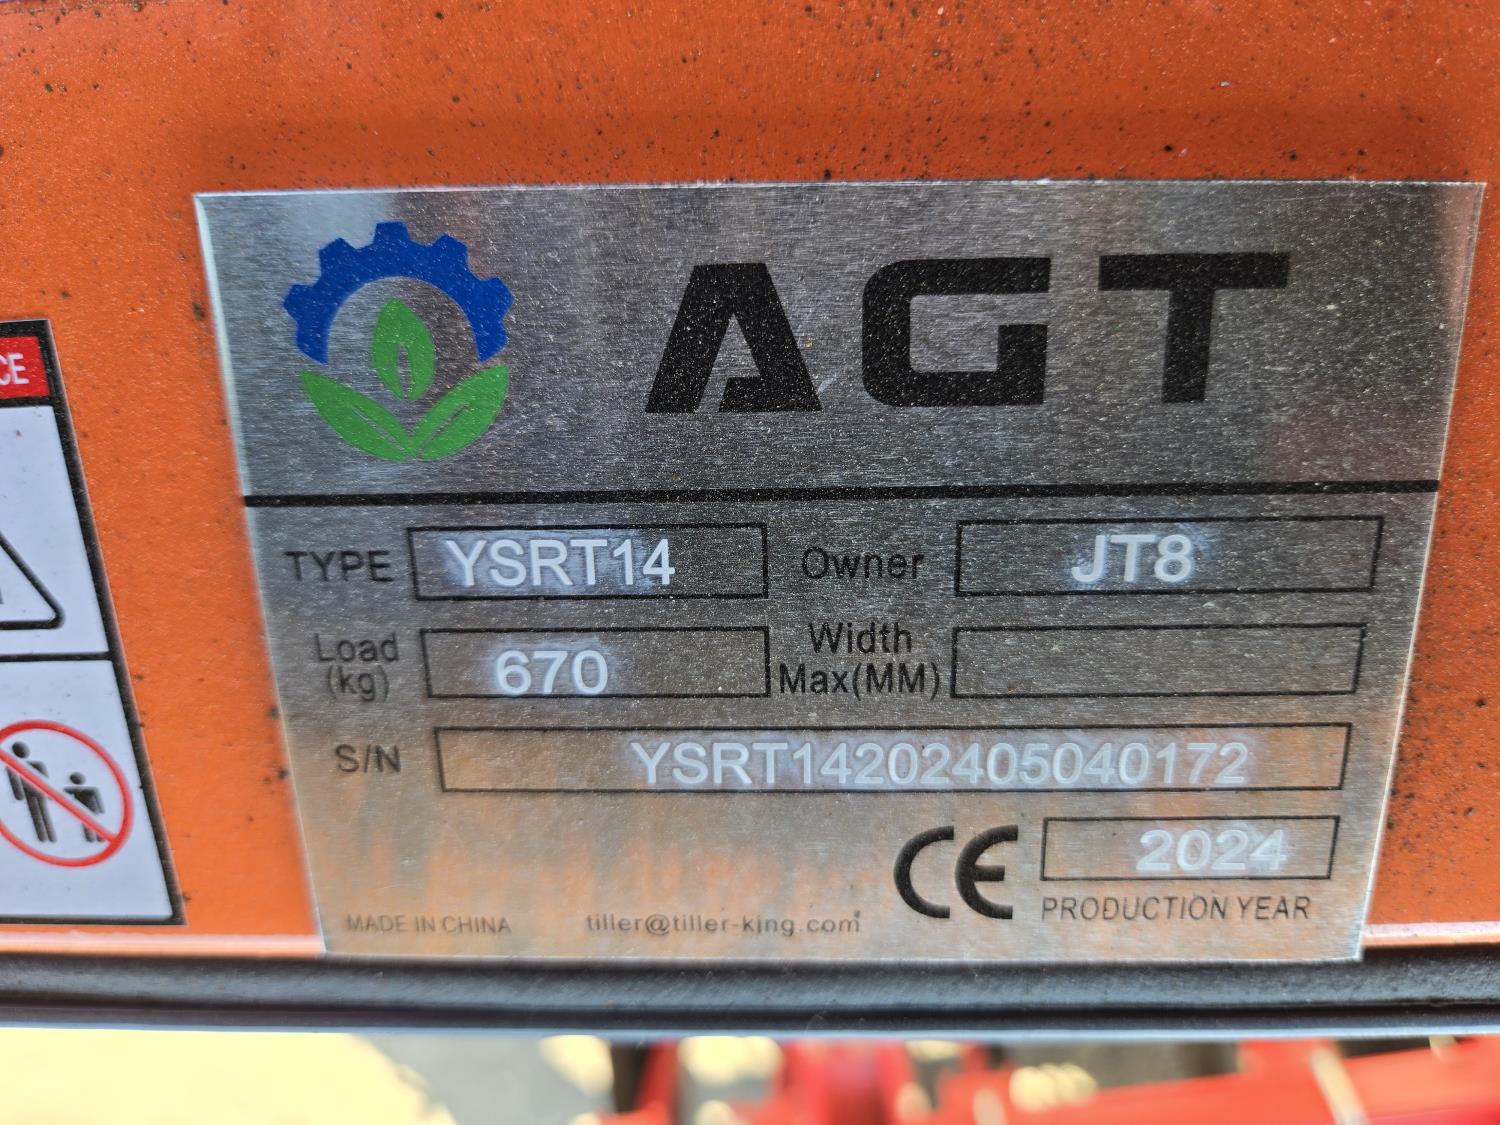 AGT
TYPE YSRT14 Owner JT8
Load (kg) 670 Width Max(MM)
S/N YSRT14202405040172
CE 2024
PRODUCTION YEAR
MADE IN CHINA tiller@tiller-king.com